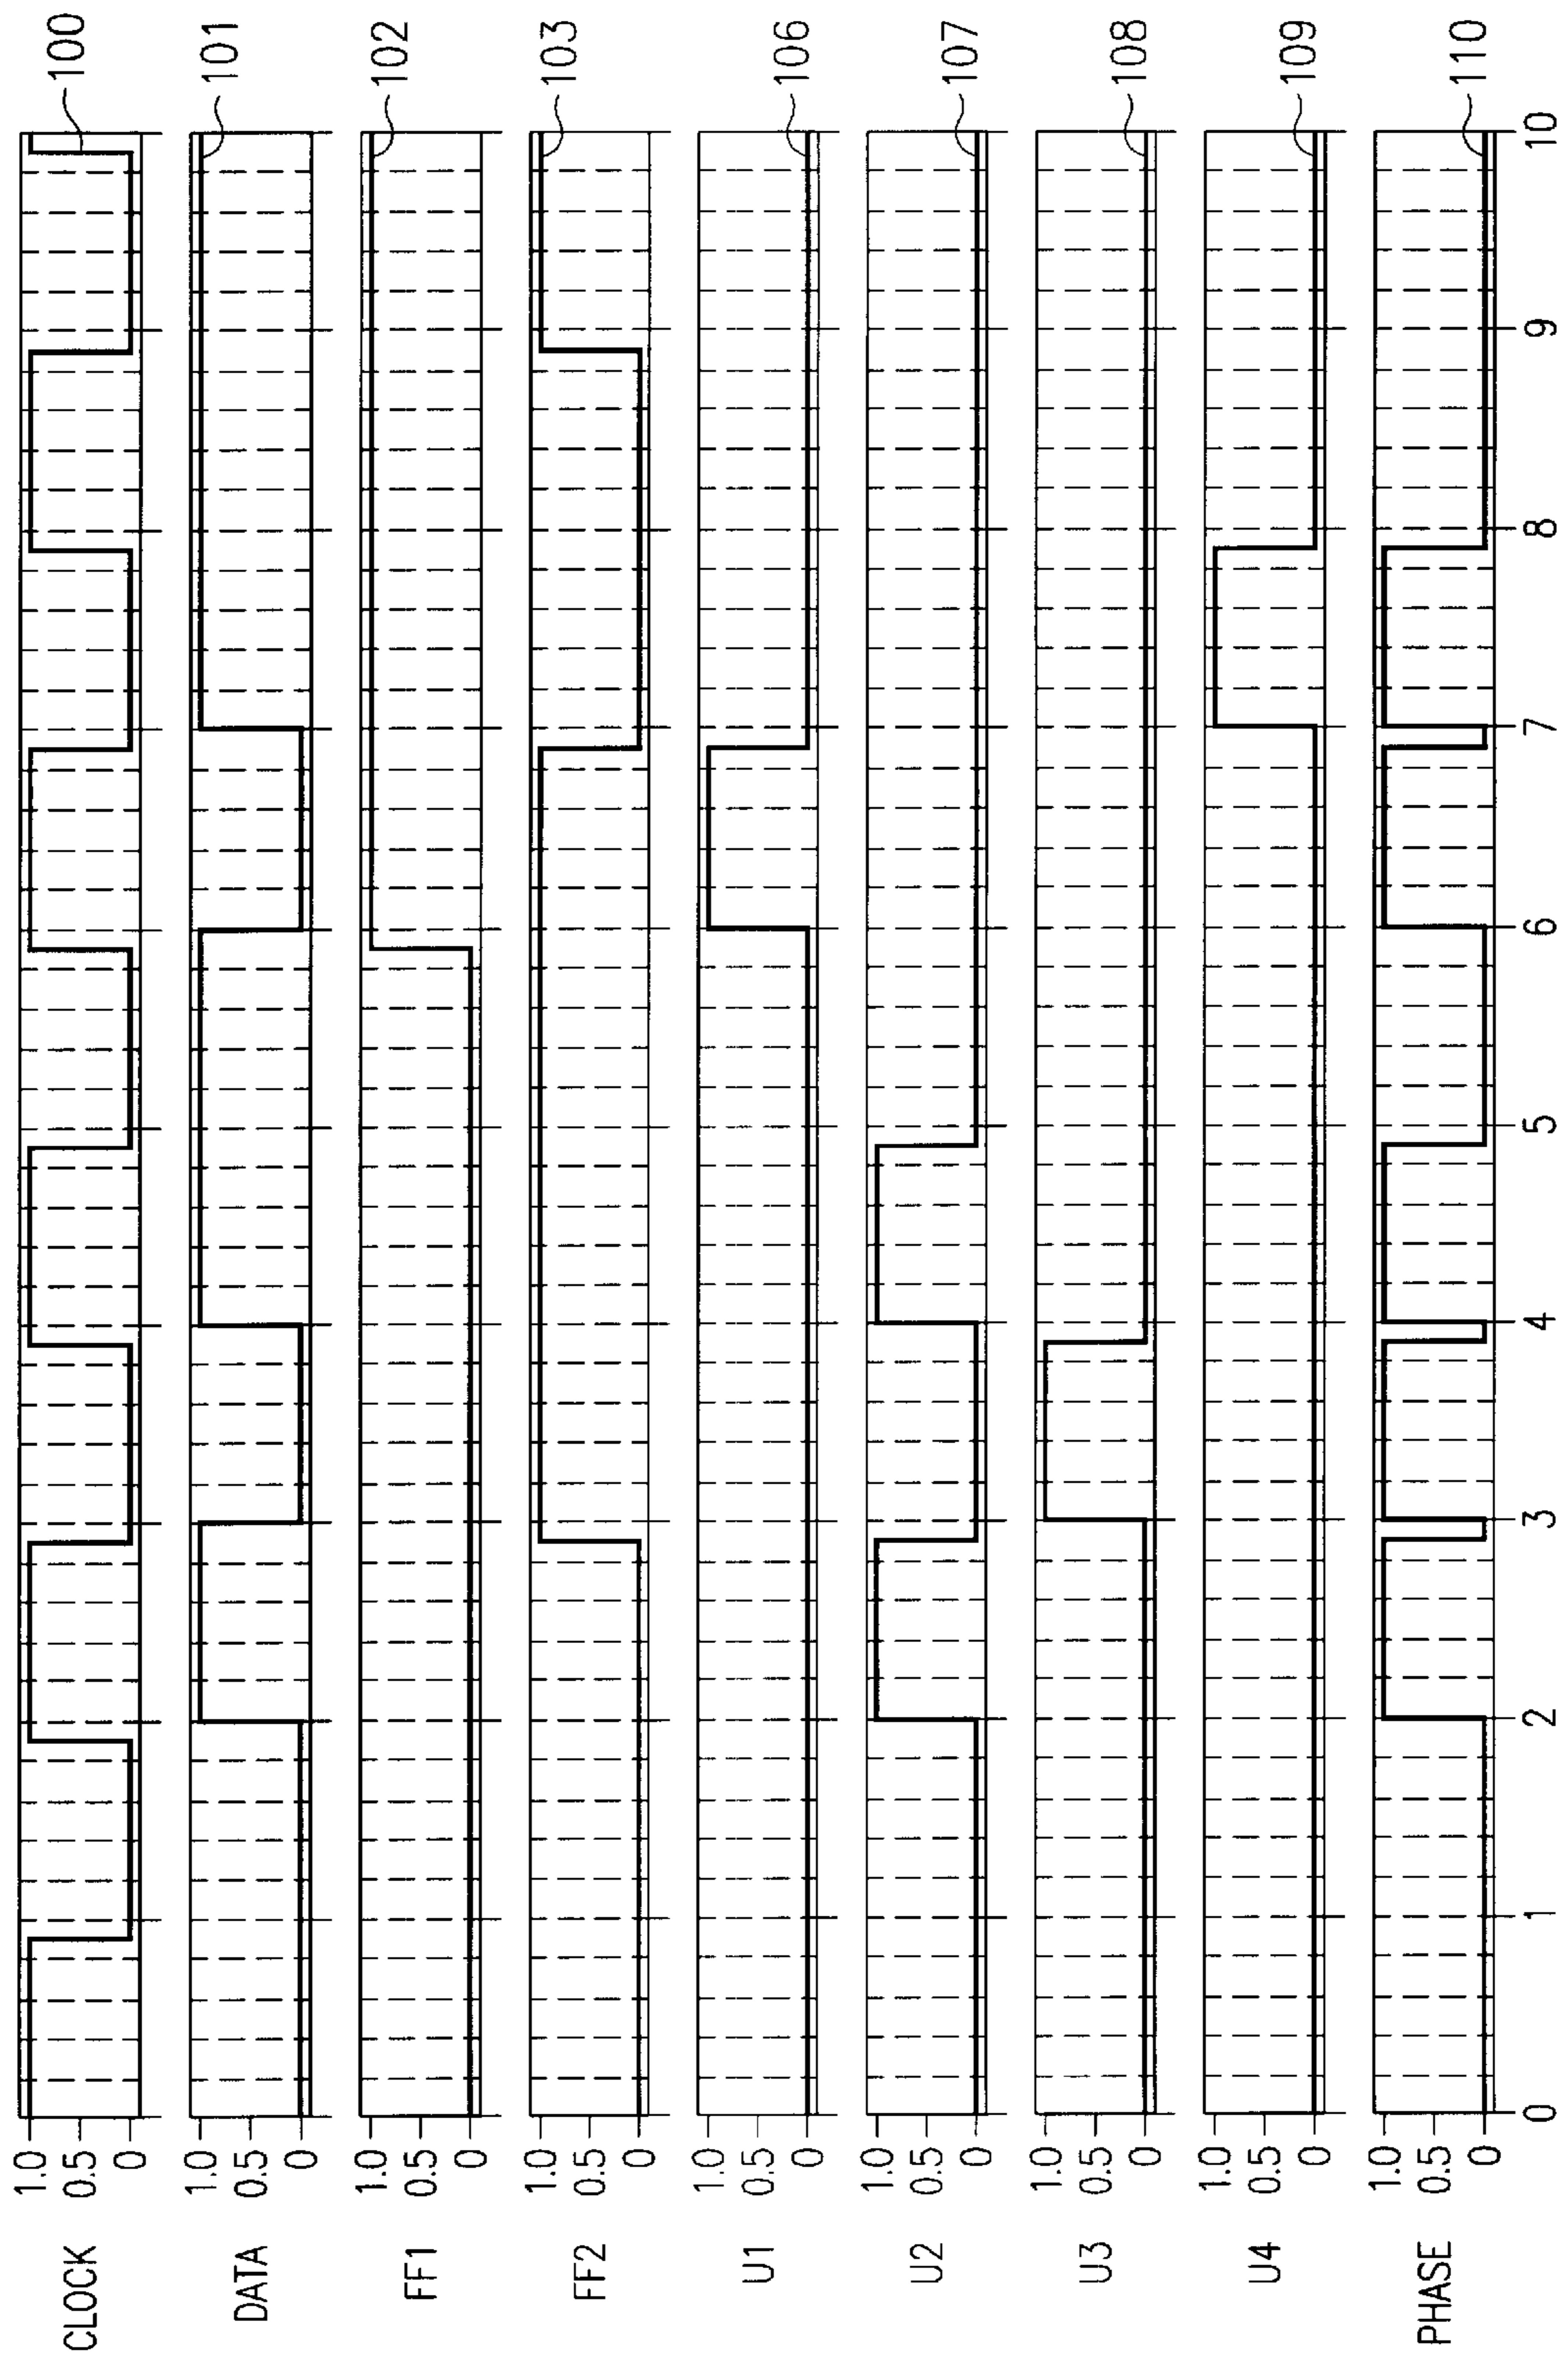 CLOCK 1.0 0.5 0 100
DATA 1.0 0.5 0 101
FF1 1.0 0.5 0 102
FF2 1.0 0.5 0 103
U1 1.0 0.5 0 106
U2 1.0 0.5 0 107
U3 1.0 0.5 0 108
U4 1.0 0.5 0 109
PHASE 1.0 0.5 0 110
0 1 2 3 4 5 6 7 8 9 10